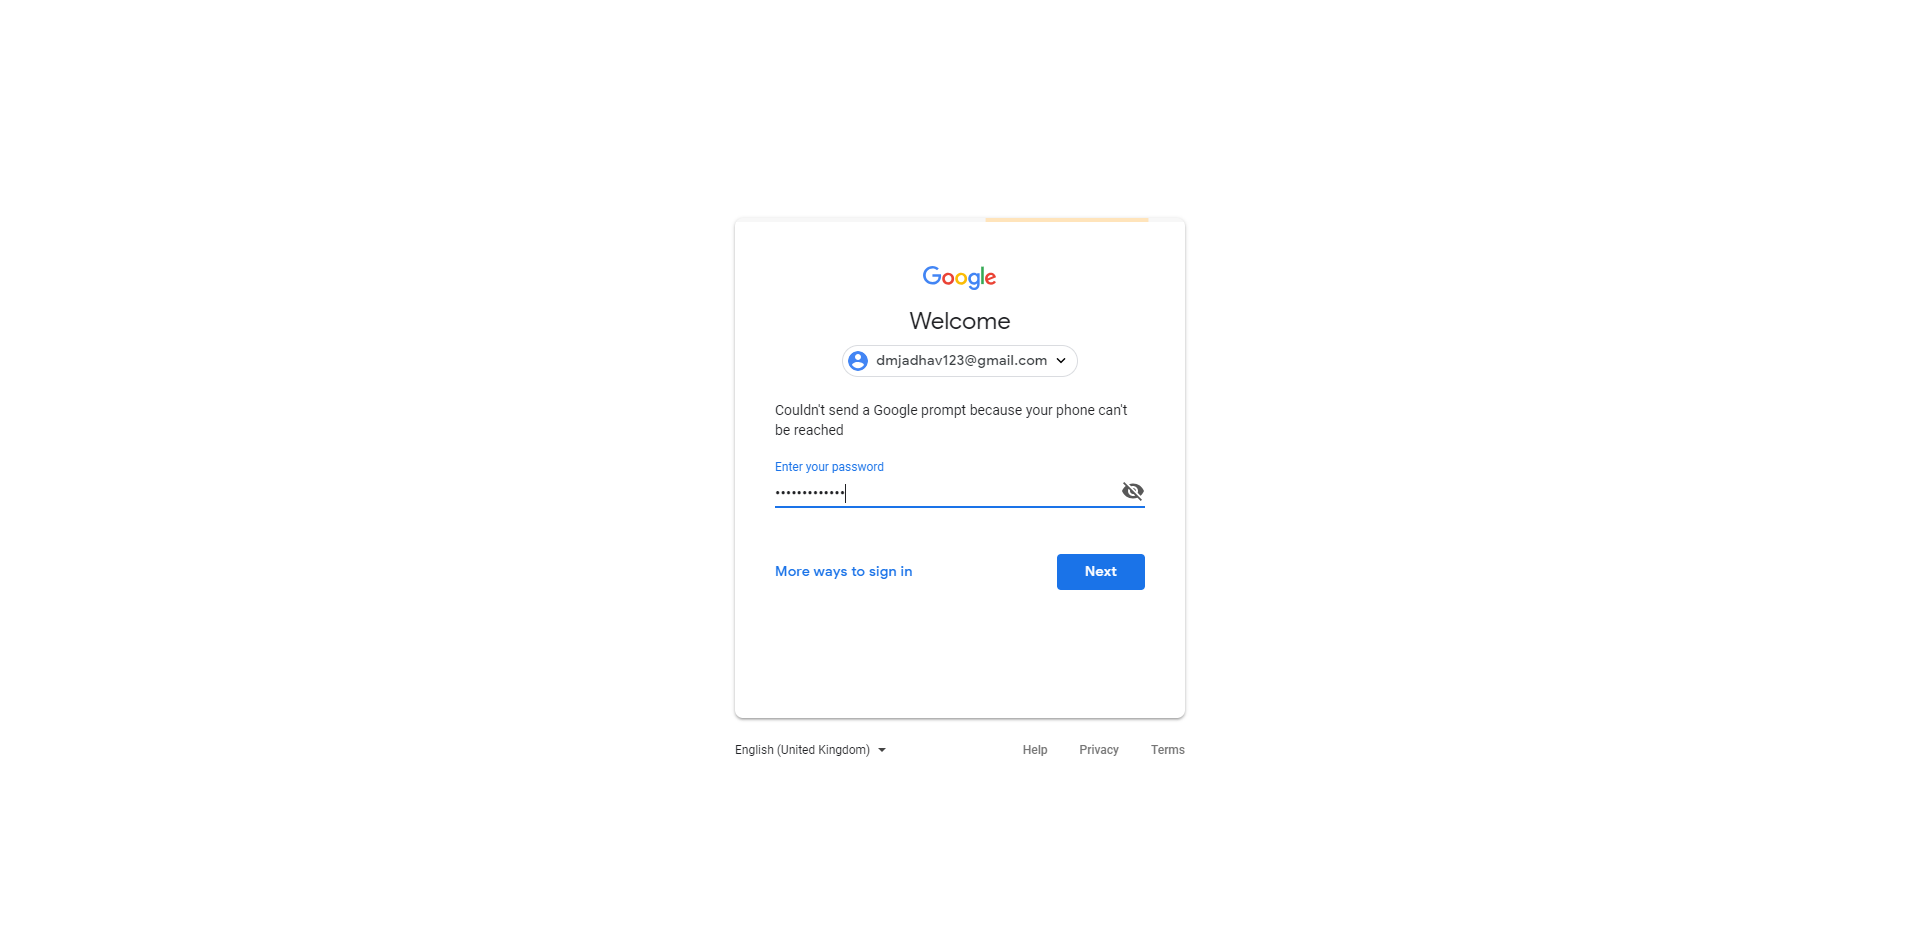 Google
Welcome
dmjadhav123@gmail.com
Couldn't send a Google prompt because your phone can't
be reached
Enter your password
•••••••••••••
More ways to sign in
Next
English (United Kingdom)
Help
Privacy
Terms